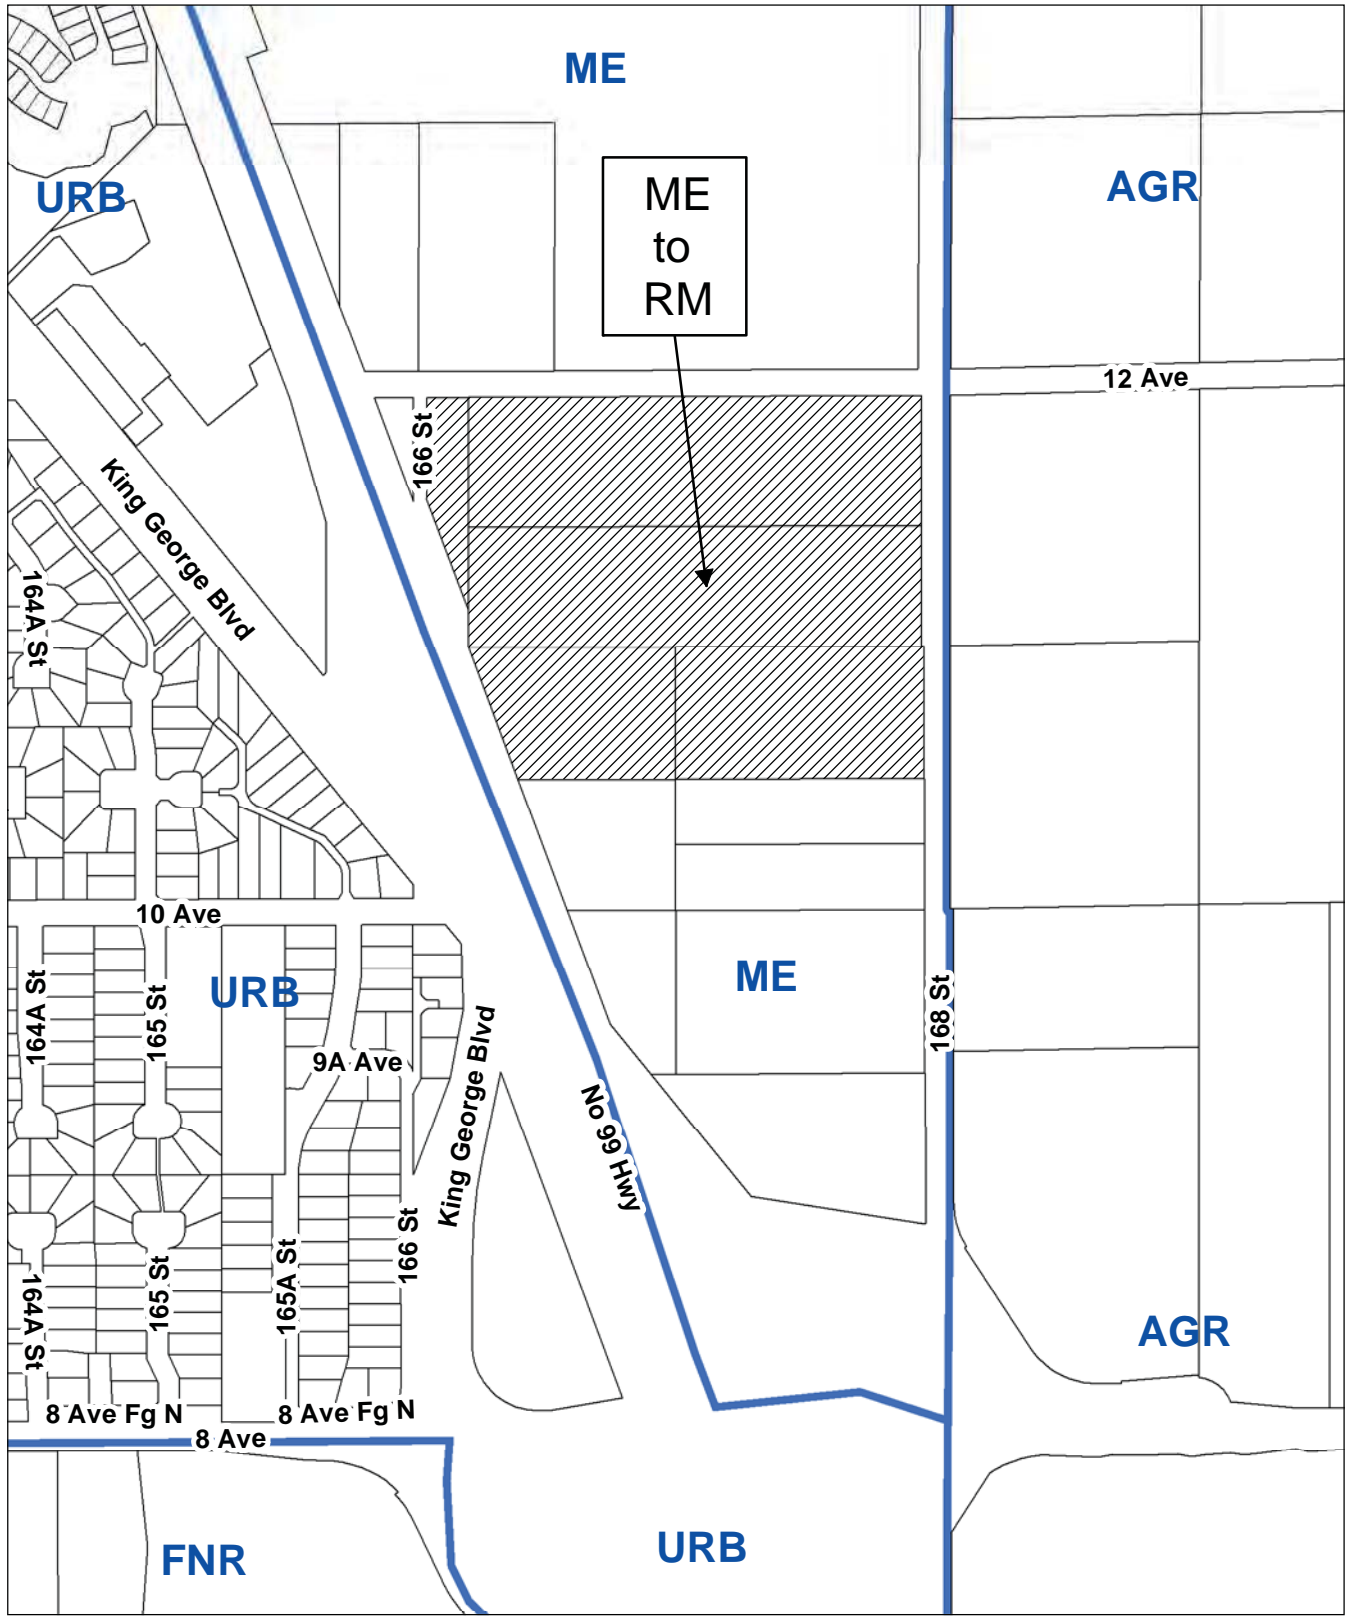 ME
URB
AGR
ME
to
RM
12 Ave
166 St
King George Blvd
164A St
10 Ave
URB
ME
164A St
165 St
168 St
9A Ave
King George Blvd
No 99 Hwy
166 St
164A St
165 St
165A St
AGR
8 Ave Fg N
8 Ave Fg N
8 Ave
FNR
URB